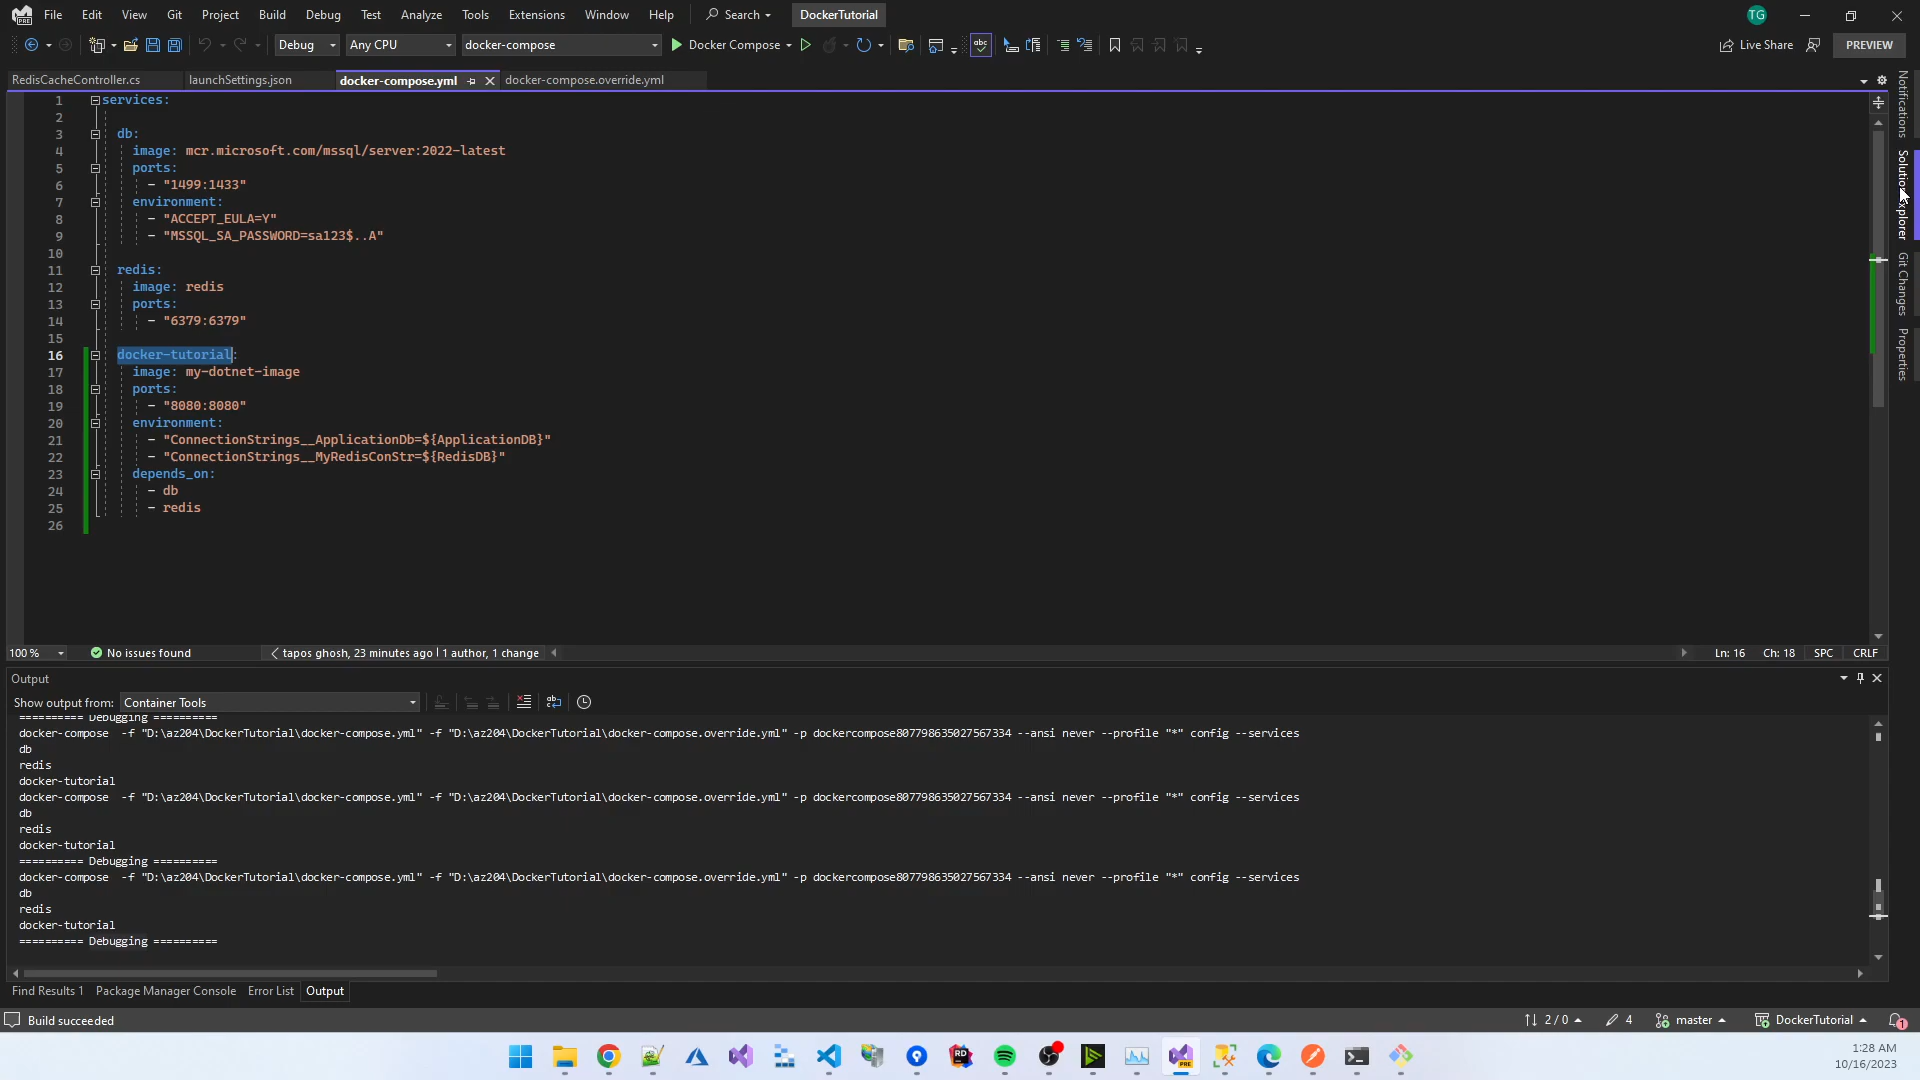 File Edit View Git Project Build Debug Test Analyze Tools Extensions Window Help Search DockerTutorial TG
Debug Any CPU docker-compose Docker Compose Live Share PREVIEW
RedisCacheController.cs launchSettings.json docker-compose.yml docker-compose.override.yml
1 services:
2
3 db:
4 image: mcr.microsoft.com/mssql/server:2022-latest
5 ports:
6 - "1499:1433"
7 environment:
8 - "ACCEPT_EULA=Y"
9 - "MSSQL_SA_PASSWORD=sa123$..A"
10
11 redis:
12 image: redis
13 ports:
14 - "6379:6379"
15
16 docker-tutorial:
17 image: my-dotnet-image
18 ports:
19 - "8080:8080"
20 environment:
21 - "ConnectionStrings__ApplicationDb=${ApplicationDB}"
22 - "ConnectionStrings__MyRedisConStr=${RedisDB}"
23 depends_on:
24 - db
25 - redis
26
Notifications
Solution Explorer
Git Changes
Properties
100 % No issues found tapos ghosh, 23 minutes ago | 1 author, 1 change Ln: 16 Ch: 18 SPC CRLF
Output
Show output from: Container Tools
========== Debugging ==========
docker-compose -f "D:\az204\DockerTutorial\docker-compose.yml" -f "D:\az204\DockerTutorial\docker-compose.override.yml" -p dockercompose807798635027567334 --ansi never --profile "*" config --services
db
redis
docker-tutorial
docker-compose -f "D:\az204\DockerTutorial\docker-compose.yml" -f "D:\az204\DockerTutorial\docker-compose.override.yml" -p dockercompose807798635027567334 --ansi never --profile "*" config --services
db
redis
docker-tutorial
========== Debugging ==========
docker-compose -f "D:\az204\DockerTutorial\docker-compose.yml" -f "D:\az204\DockerTutorial\docker-compose.override.yml" -p dockercompose807798635027567334 --ansi never --profile "*" config --services
db
redis
docker-tutorial
========== Debugging ==========
Find Results 1 Package Manager Console Error List Output
Build succeeded 2 / 0 4 master DockerTutorial 1
1:28 AM
10/16/2023